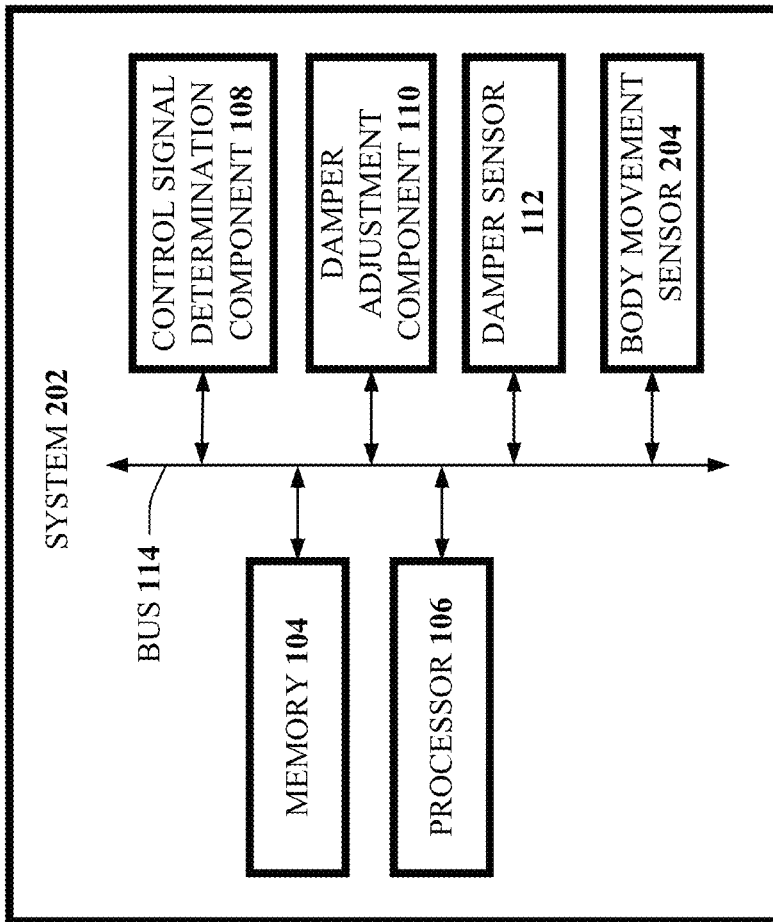 SYSTEM 202
BUS 114
MEMORY 104
PROCESSOR 106
CONTROL SIGNAL
DETERMINATION
COMPONENT 108
DAMPER
ADJUSTMENT
COMPONENT 110
DAMPER SENSOR
112
BODY MOVEMENT
SENSOR 204